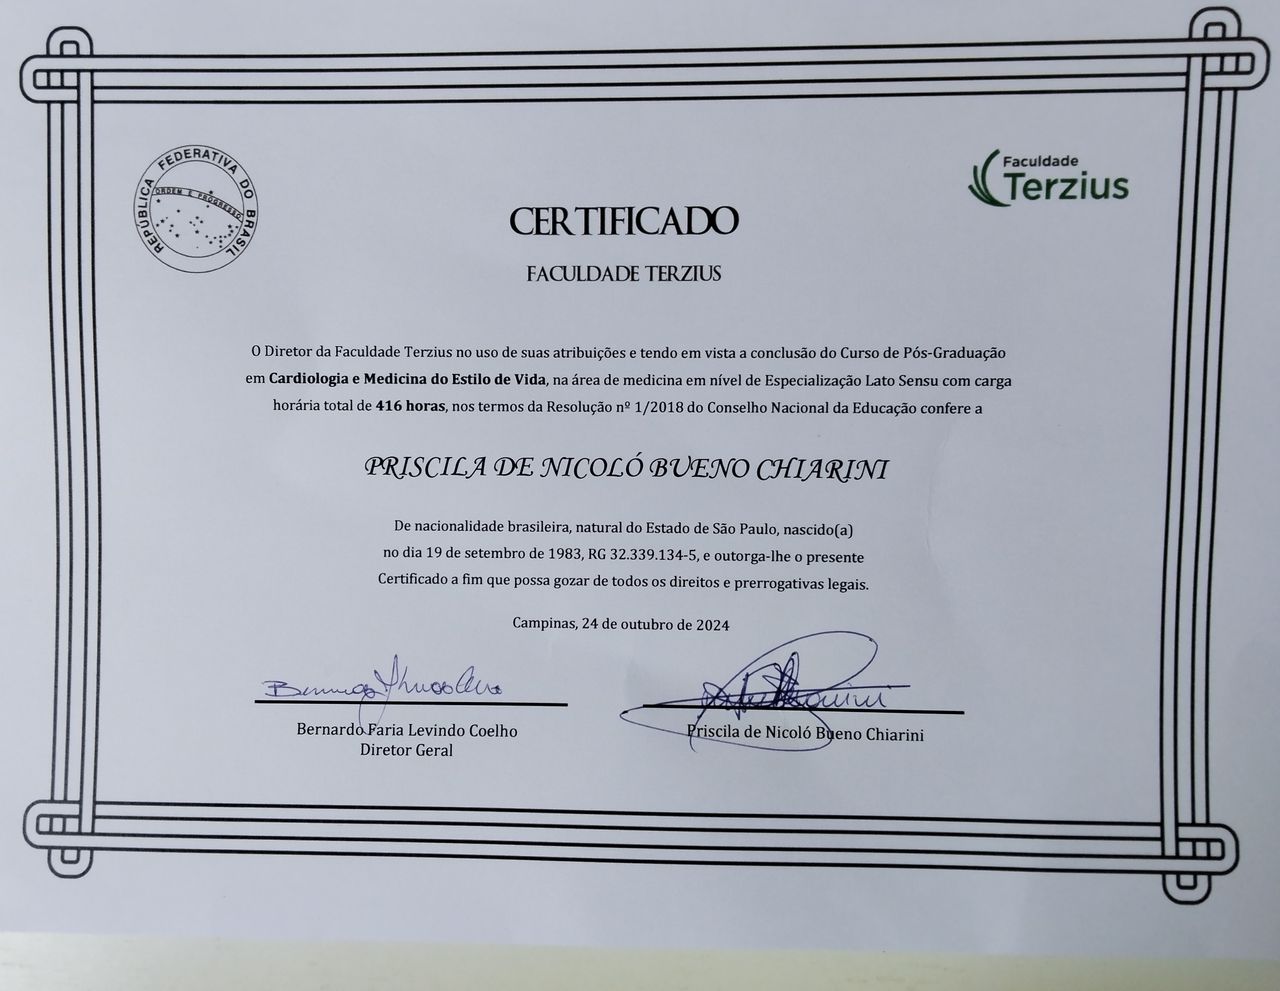 REPÚBLICA FEDERATIVA DO BRASIL
ORDEM E PROGRESSO
Faculdade
Terzius
CERTIFICADO
FACULDADE TERZIUS
O Diretor da Faculdade Terzius no uso de suas atribuições e tendo em vista a conclusão do Curso de Pós-Graduação
em Cardiologia e Medicina do Estilo de Vida, na área de medicina em nível de Especialização Lato Sensu com carga
horária total de 416 horas, nos termos da Resolução nº 1/2018 do Conselho Nacional da Educação confere a
PRISCILA DE NICOLÓ BUENO CHIARINI
De nacionalidade brasileira, natural do Estado de São Paulo, nascido(a)
no dia 19 de setembro de 1983, RG 32.339.134-5, e outorga-lhe o presente
Certificado a fim que possa gozar de todos os direitos e prerrogativas legais.
Campinas, 24 de outubro de 2024
Bernardo Faria Levindo Coelho
Diretor Geral
Priscila de Nicoló Bueno Chiarini